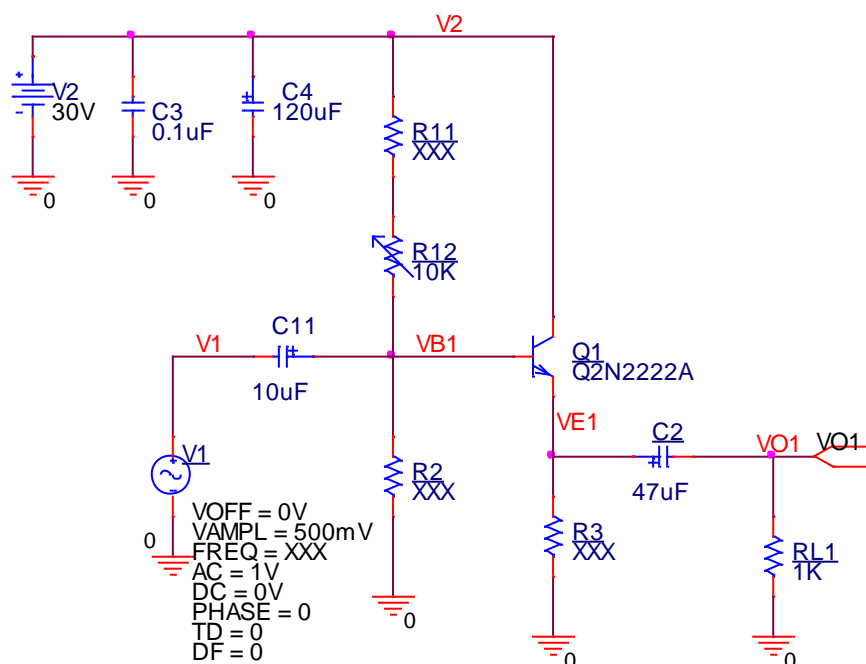 V2
V2
30V
C3
0.1uF
C4
120uF
R11
XXX
R12
10K
0
0
0
C11
V1
VB1
10uF
Q1
Q2N2222A
VE1
C2
VO1
VO1
47uF
V1
R2
XXX
R3
XXX
RL1
1K
VOFF = 0V
VAMPL = 500mV
FREQ = XXX
AC = 1V
DC = 0V
PHASE = 0
TD = 0
DF = 0
0
0
0
0